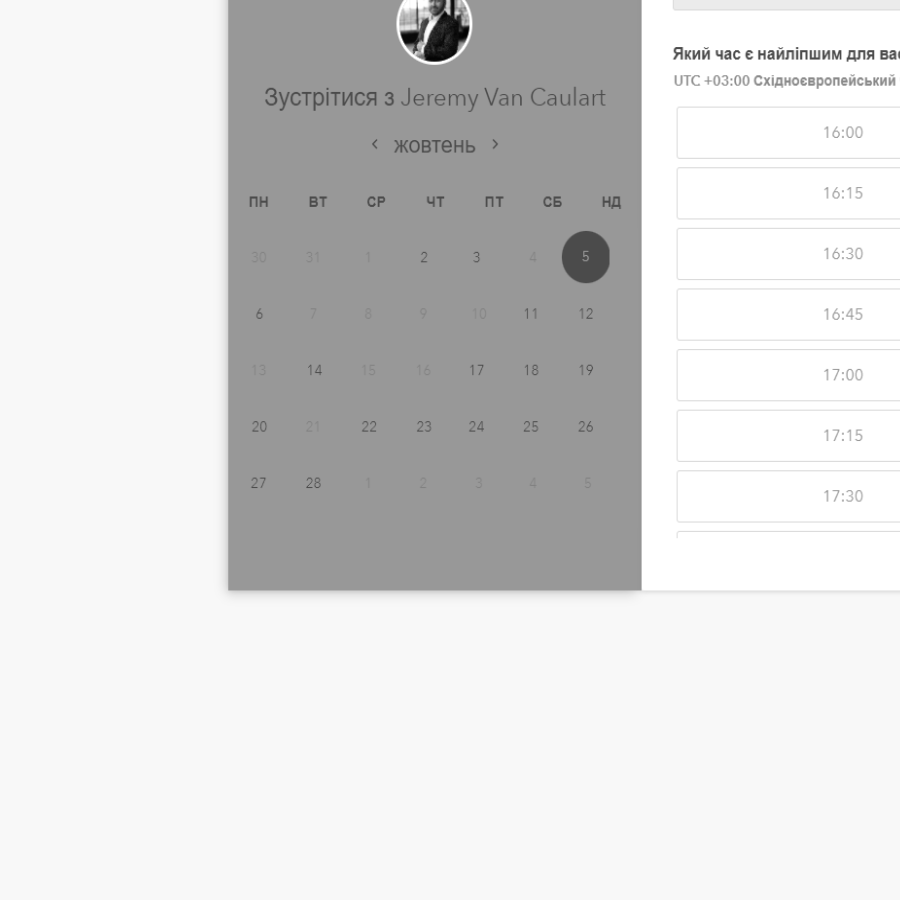 Зустрітися з Jeremy Van Caulart
жовтень
ПН ВТ СР ЧТ ПТ СБ НД
30 31 1 2 3 4 5
6 7 8 9 10 11 12
13 14 15 16 17 18 19
20 21 22 23 24 25 26
27 28 1 2 3 4 5
Який час є найліпшим для
UTC +03:00 Східноєвропейський
16:00
16:15
16:30
16:45
17:00
17:15
17:30